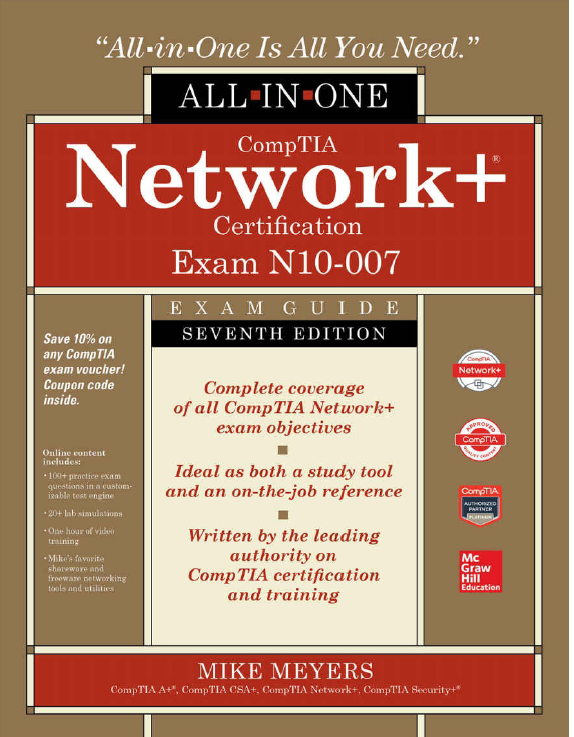 “All-in-One Is All You Need.”
ALL-IN-ONE
CompTIA
Network+®
Certification
Exam N10-007
EXAM GUIDE
SEVENTH EDITION
Save 10% on
any CompTIA
exam voucher!
Coupon code
inside.
Online content
includes:
• 100+ practice exam
questions in a custom-
izable test engine
• 20+ lab simulations
• One hour of video
training
• Mike's favorite
shareware and
freeware networking
tools and utilities
Complete coverage
of all CompTIA Network+
exam objectives
Ideal as both a study tool
and an on-the-job reference
Written by the leading
authority on
CompTIA certification
and training
CompTIA
Network+
APPROVED
CompTIA
QUALITY CONTENT
CompTIA
AUTHORIZED
PARTNER
PLATINUM
Mc
Graw
Hill
Education
MIKE MEYERS
CompTIA A+®, CompTIA CSA+, CompTIA Network+, CompTIA Security+®